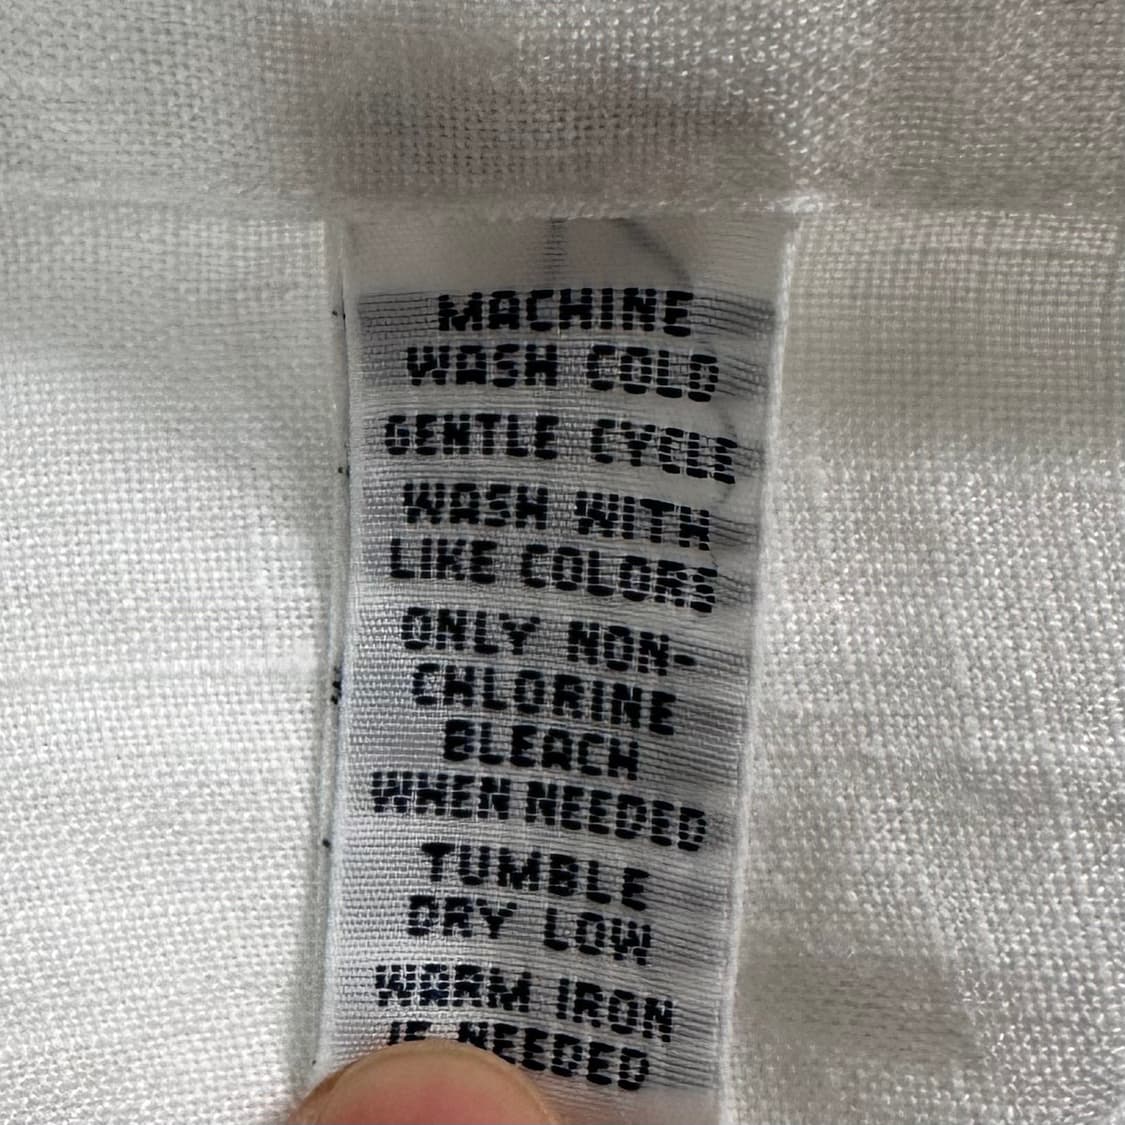 MACHINE
WASH COLD
GENTLE CYCLE
WASH WITH
LIKE COLORS
ONLY NON-
CHLORINE
BLEACH
WHEN NEEDED
TUMBLE
DRY LOW
WARM IRON
IF NEEDED